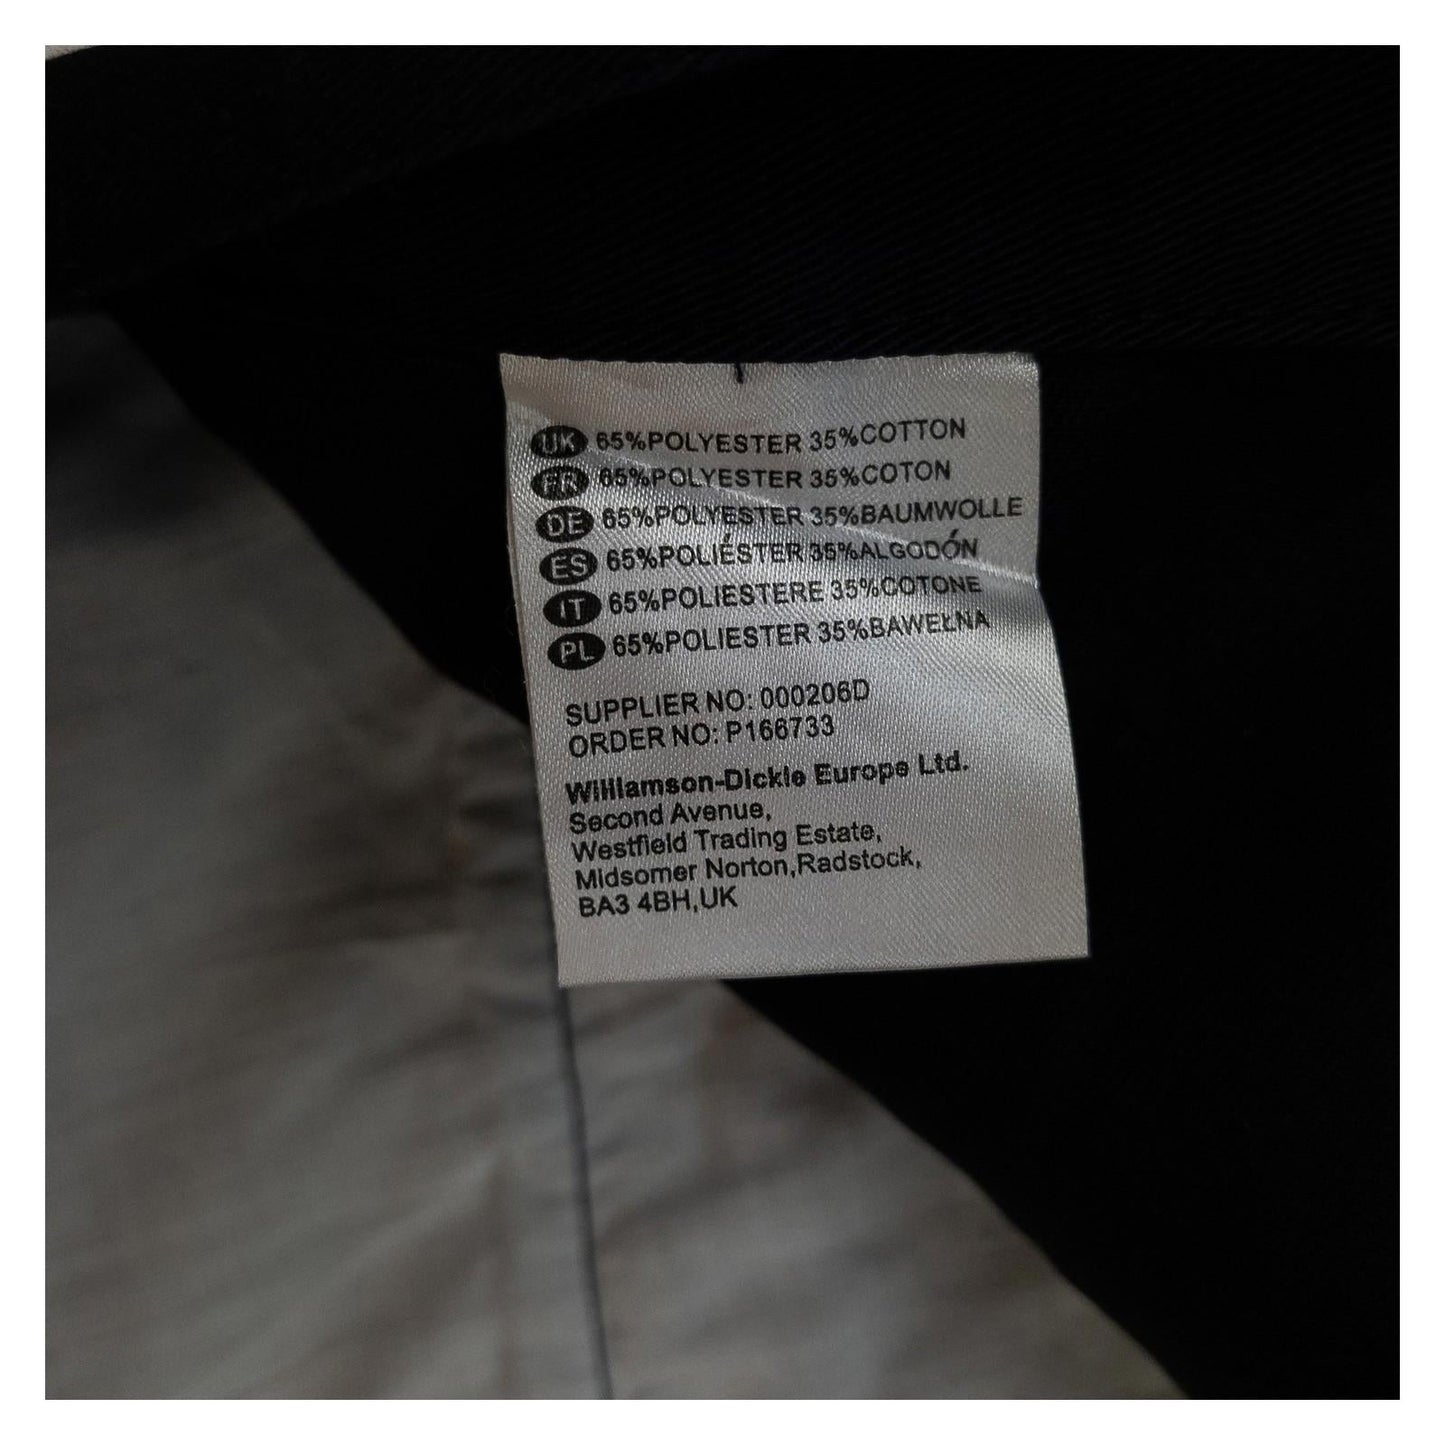 UK 65%POLYESTER 35%COTTON
FR 65%POLYESTER 35%COTON
DE 65%POLYESTER 35%BAUMWOLLE
ES 65%POLIÉSTER 35%ALGODÓN
IT 65%POLIESTERE 35%COTONE
PL 65%POLIESTER 35%BAWEŁNA
SUPPLIER NO: 000206D
ORDER NO: P166733
Williamson-Dickie Europe Ltd.
Second Avenue,
Westfield Trading Estate,
Midsomer Norton,Radstock,
BA3 4BH,UK